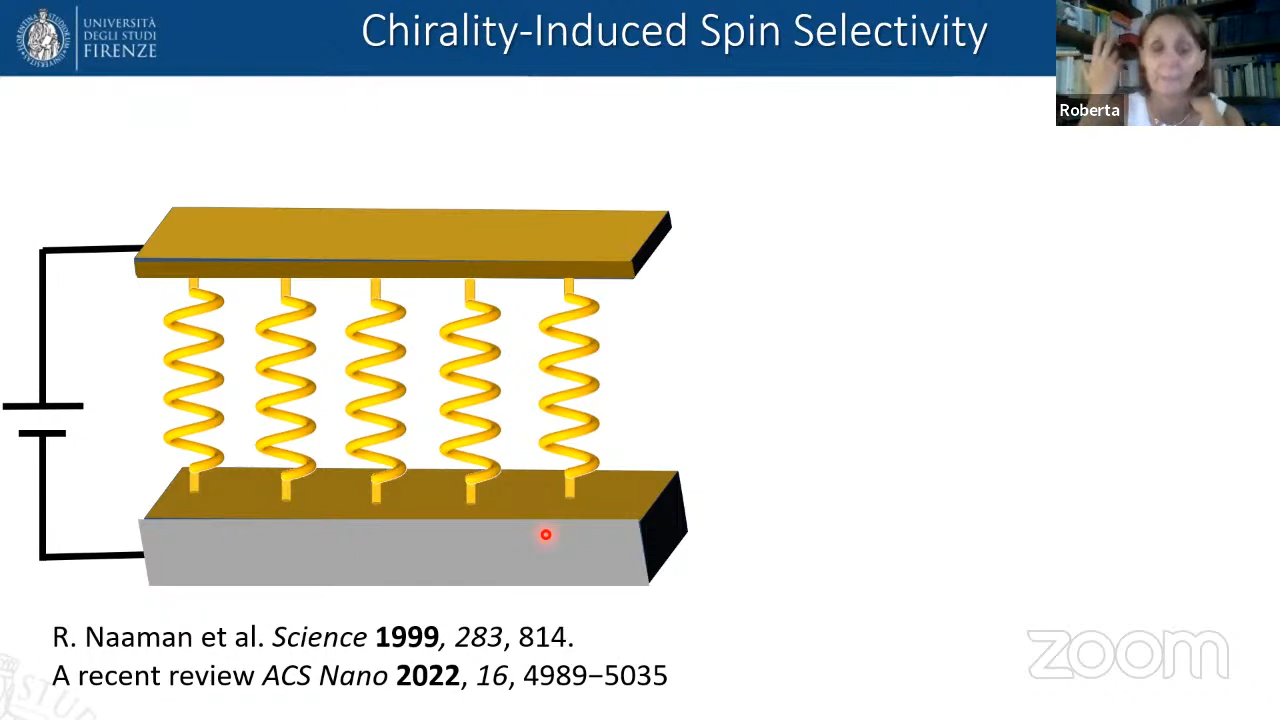 UNIVERSITÀ
DEGLI STUDI
FIRENZE
Chirality-Induced Spin Selectivity
Roberta
R. Naaman et al. Science 1999, 283, 814.
A recent review ACS Nano 2022, 16, 4989−5035
zoom